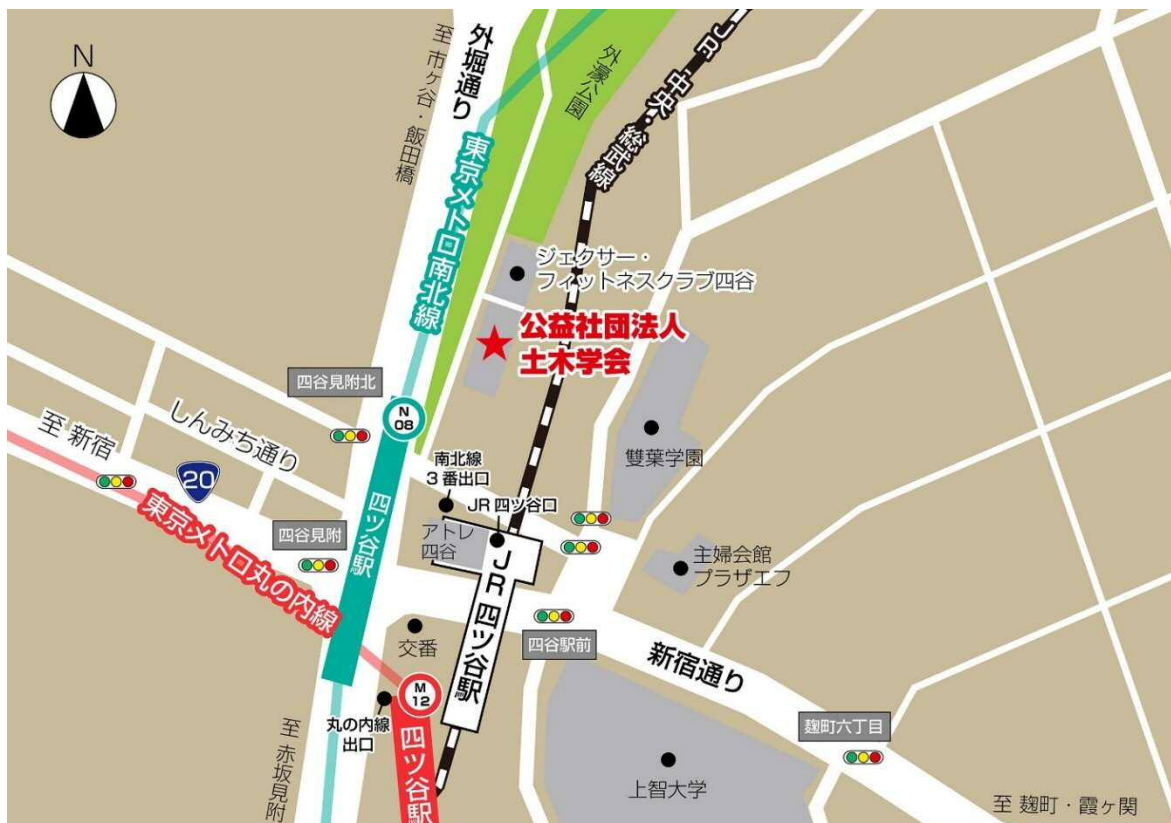 N
至 市ヶ谷・飯田橋
外堀通り
東京メトロ南北線
外濠公園
JR 中央・総武線
ジェクサー・
フィットネスクラブ四谷
公益社団法人
土木学会
四谷見附北
N
08
しんみち通り
至 新宿
20
南北線
3番出口
JR 四ツ谷口
雙葉学園
東京メトロ丸の内線
四谷見附
四ツ谷駅
アトレ
四谷
JR 四ツ谷駅
主婦会館
プラザエフ
交番
四谷駅前
新宿通り
M
12
丸の内線
出口
四ツ谷駅
麹町六丁目
至 赤坂見附
上智大学
至 麹町・霞ヶ関